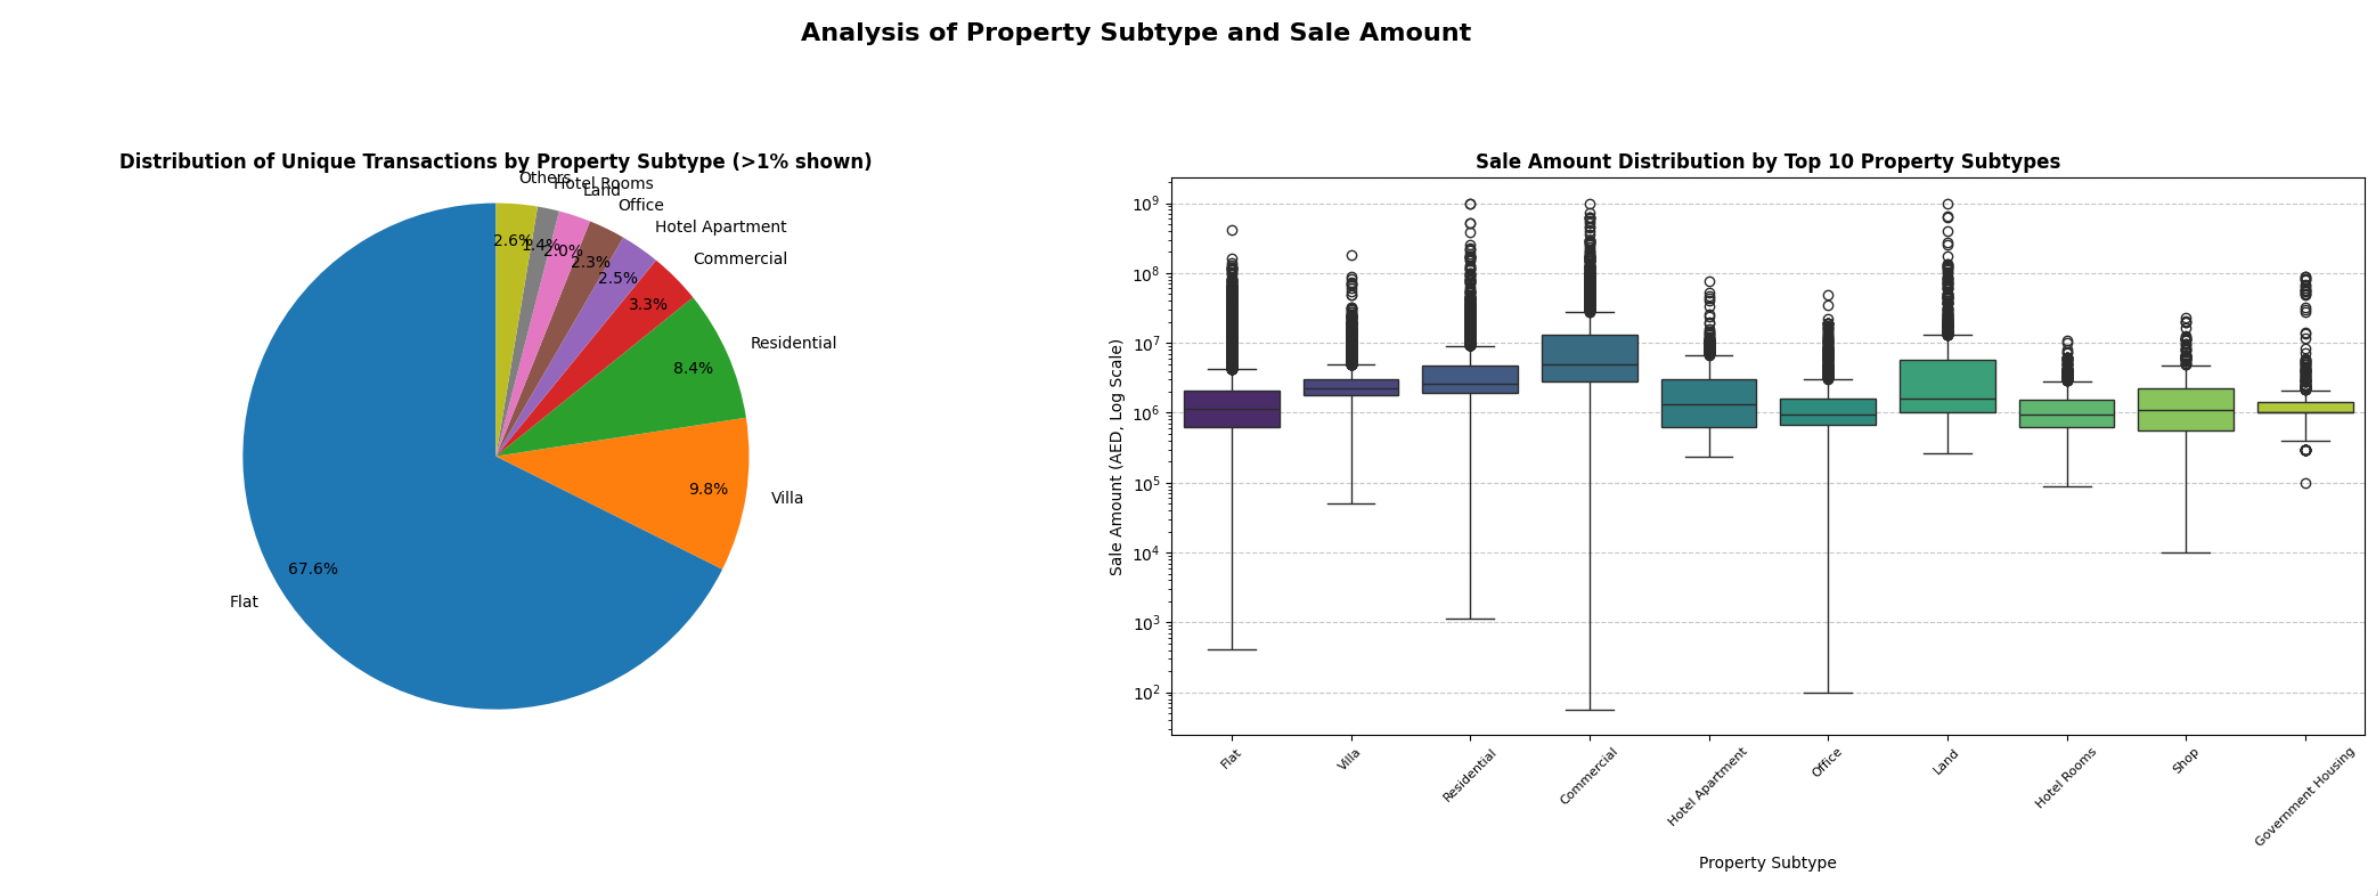 Analysis of Property Subtype and Sale Amount
Distribution of Unique Transactions by Property Subtype (>1% shown)
Others
Hotel Rooms
Land
Office
Hotel Apartment
Commercial
Residential
Villa
Flat
2.6%
1.4%
2.0%
2.3%
2.5%
3.3%
8.4%
9.8%
67.6%
Sale Amount Distribution by Top 10 Property Subtypes
Sale Amount (AED, Log Scale)
10⁹
10⁸
10⁷
10⁶
10⁵
10⁴
10³
10²
Flat
Villa
Residential
Commercial
Hotel Apartment
Office
Land
Hotel Rooms
Shop
Government Housing
Property Subtype